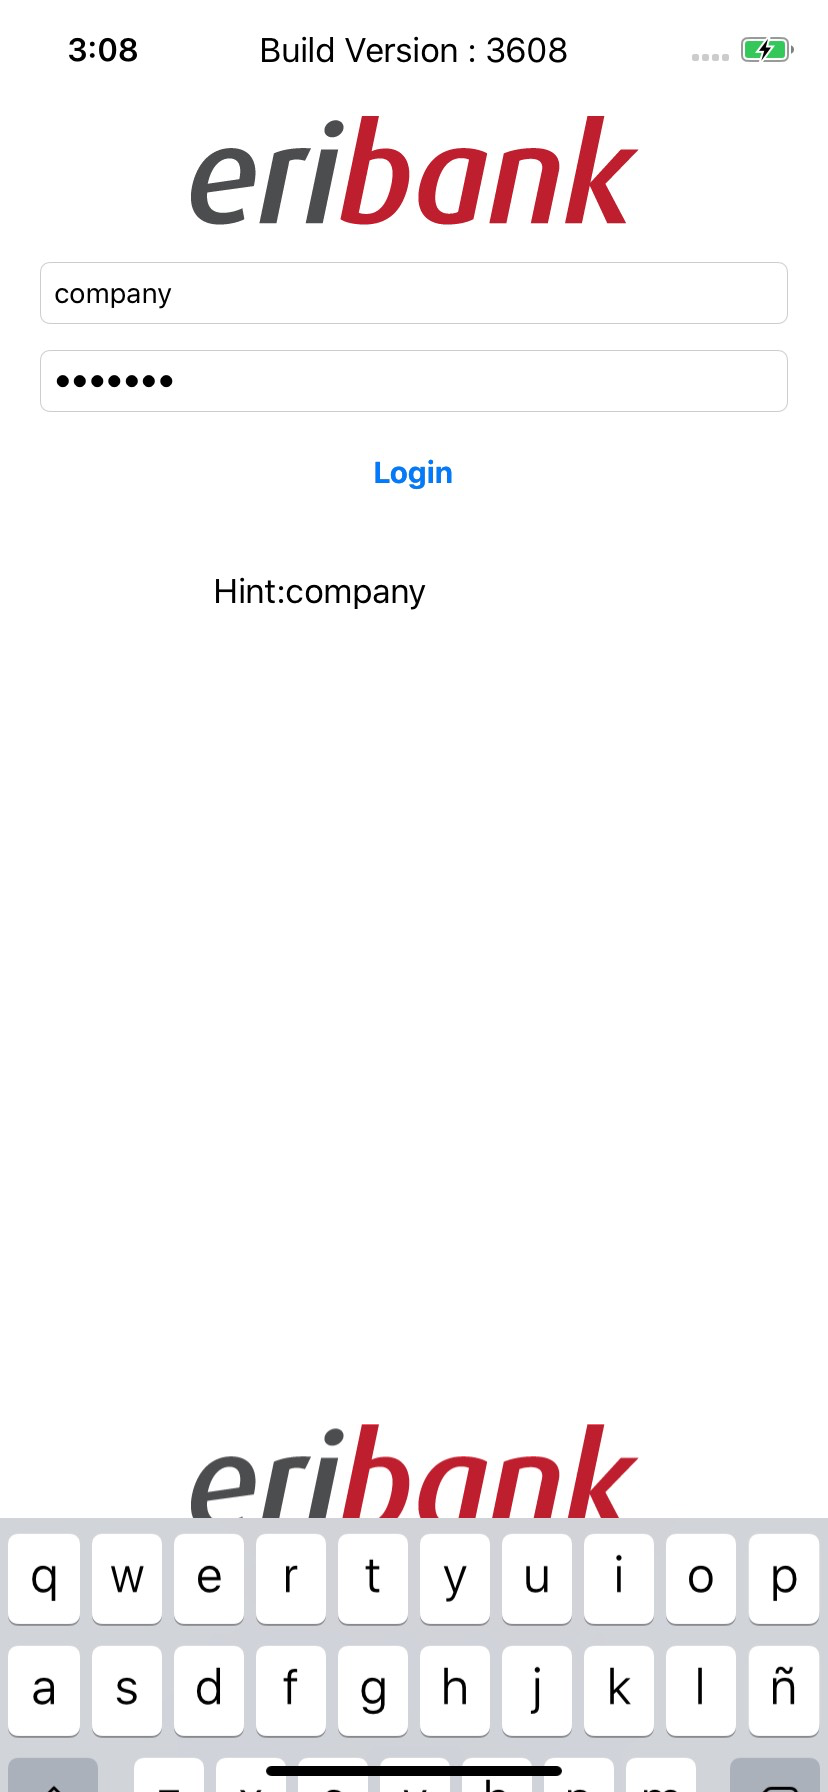 3:08 Build Version : 3608
eribank
company
•••••••
Login
Hint:company
eribank
q w e r t y u i o p
a s d f g h j k l ñ